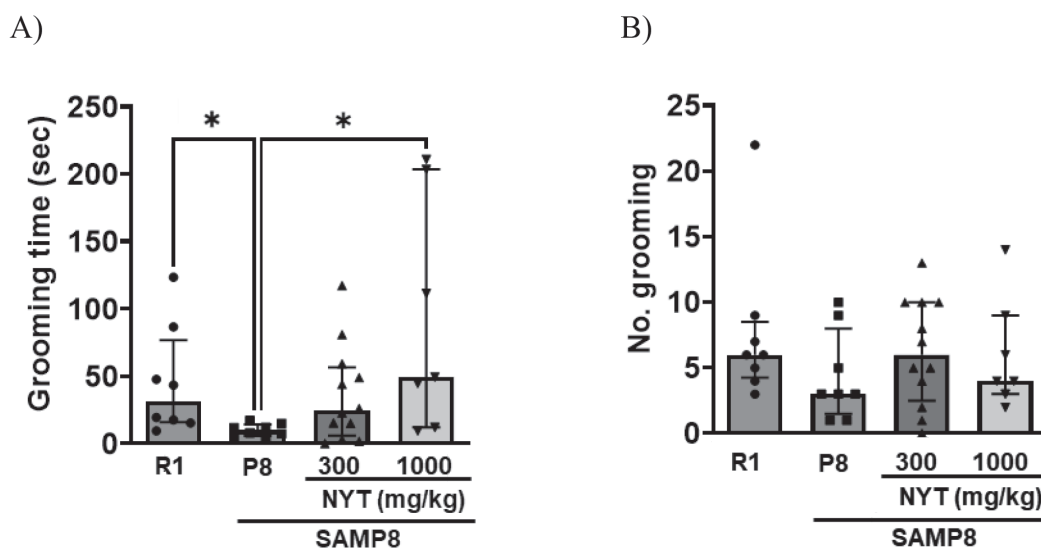 A)
B)
Grooming time (sec)
250
200
150
100
50
0
* *
R1 P8 300 1000
NYT (mg/kg)
SAMP8
No. grooming
25
20
15
10
5
0
R1 P8 300 1000
NYT (mg/kg)
SAMP8